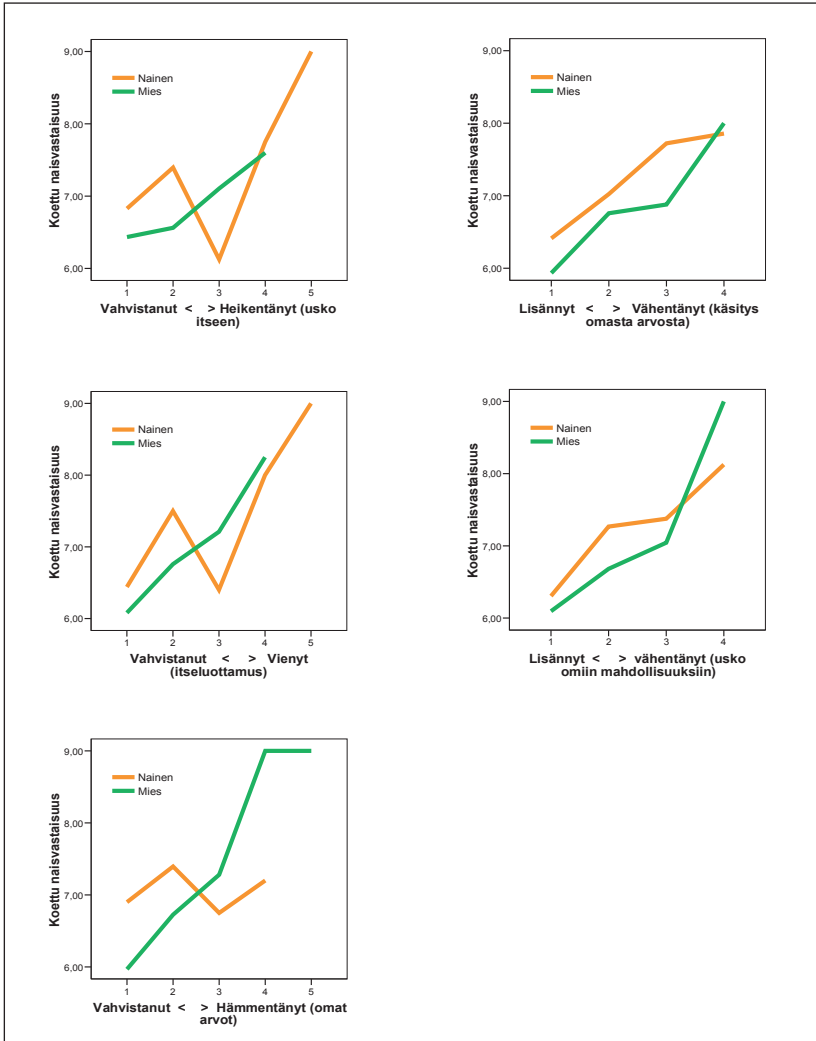 9,00
8,00
7,00
6,00
Koettu naisvastaisuus
Nainen
Mies
1 2 3 4 5
Vahvistanut < > Heikentänyt (usko
itseen)
9,00
8,00
7,00
6,00
Koettu naisvastaisuus
Nainen
Mies
1 2 3 4
Lisännyt < > Vähentänyt (käsitys
omasta arvosta)
9,00
8,00
7,00
6,00
Koettu naisvastaisuus
Nainen
Mies
1 2 3 4 5
Vahvistanut < > Vienyt
(itseluottamus)
9,00
8,00
7,00
6,00
Koettu naisvastaisuus
Nainen
Mies
1 2 3 4
Lisännyt < > vähentänyt (usko
omiin mahdollisuuksiin)
9,00
8,00
7,00
6,00
Koettu naisvastaisuus
Nainen
Mies
1 2 3 4 5
Vahvistanut < > Hämmentänyt (omat
arvot)